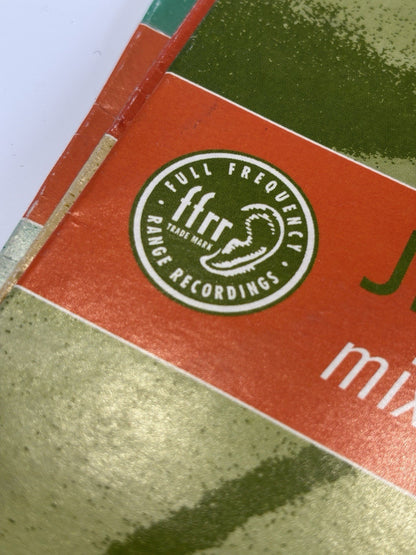 FULL FREQUENCY
ffrr
TRADE MARK
RANGE RECORDINGS
mix